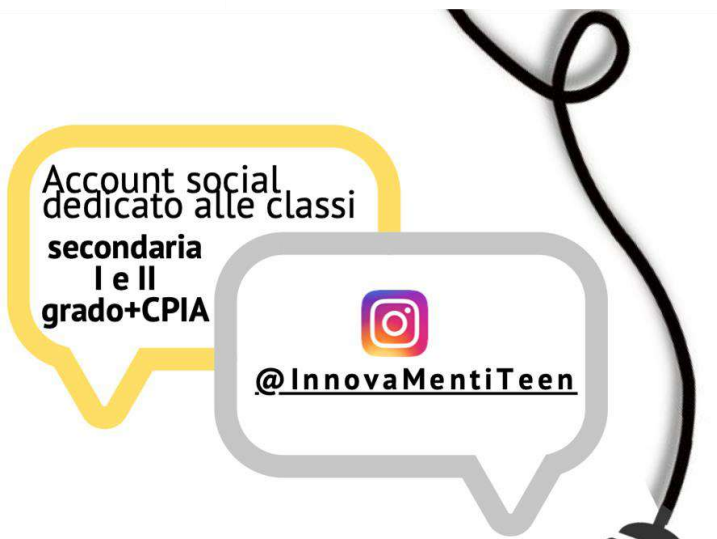 Account social
dedicato alle classi
secondaria
I e II
grado+CPIA
@InnovaMentiTeen